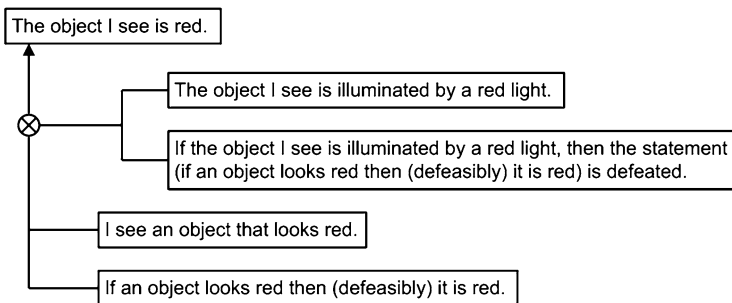 The object I see is red.
The object I see is illuminated by a red light.
If the object I see is illuminated by a red light, then the statement
(if an object looks red then (defeasibly) it is red) is defeated.
I see an object that looks red.
If an object looks red then (defeasibly) it is red.